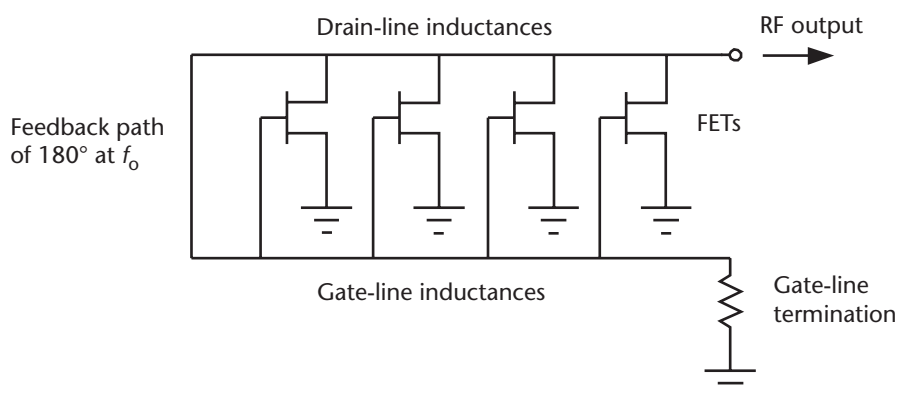 Drain-line inductances
RF output
Feedback path
of 180° at fo
FETs
Gate-line inductances
Gate-line
termination